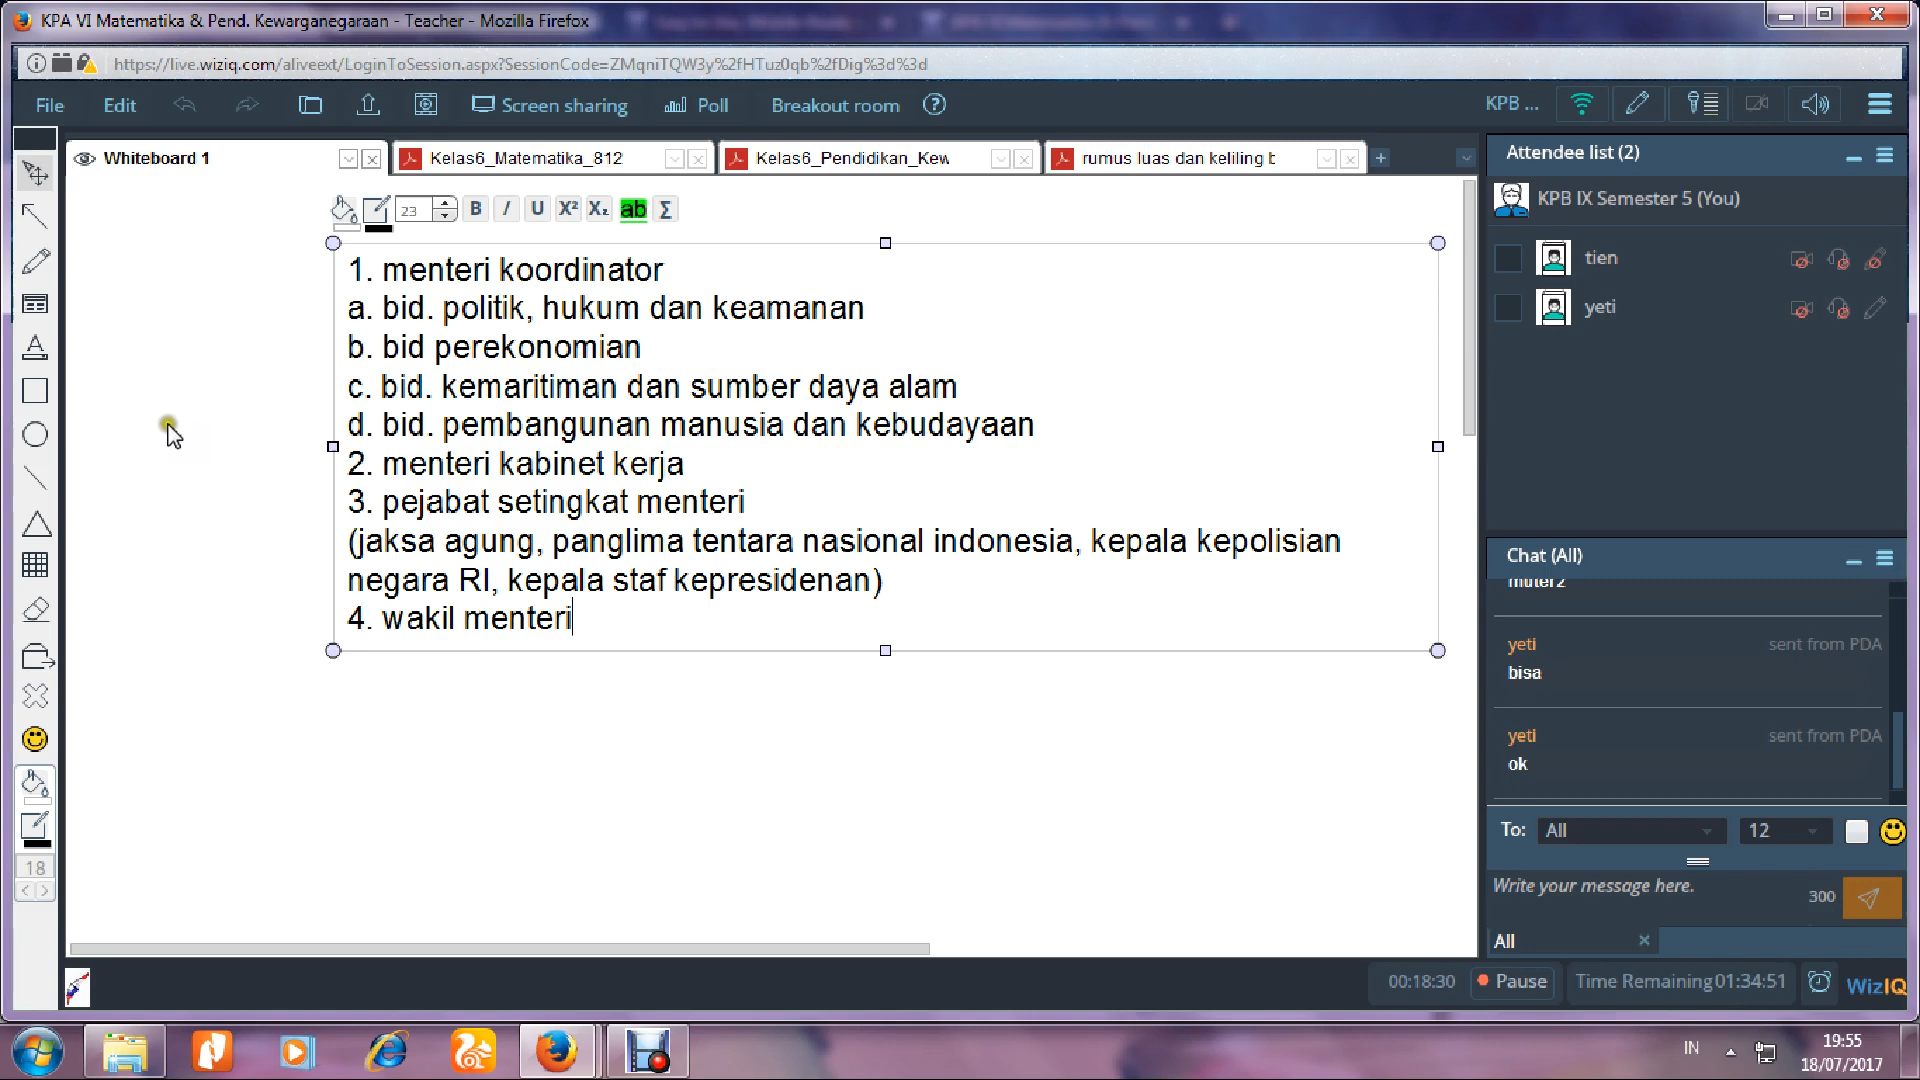 KPA VI Matematika & Pend. Kewarganegaraan - Teacher - Mozilla Firefox
https://live.wiziq.com/aliveext/LoginToSession.aspx?SessionCode=ZMqniTQW3y%2fHTuz0qb%2fDig%3d%3d
File Edit Screen sharing Poll Breakout room ? KPB ...
Whiteboard 1 Kelas6_Matematika_812 Kelas6_Pendidikan_Kew rumus luas dan keliling b
23 B I U X² X₂ ab Σ
1. menteri koordinator
a. bid. politik, hukum dan keamanan
b. bid perekonomian
c. bid. kemaritiman dan sumber daya alam
d. bid. pembangunan manusia dan kebudayaan
2. menteri kabinet kerja
3. pejabat setingkat menteri
(jaksa agung, panglima tentara nasional indonesia, kepala kepolisian
negara RI, kepala staf kepresidenan)
4. wakil menteri
18
Attendee list (2)
KPB IX Semester 5 (You)
tien
yeti
Chat (All)
muter2
yeti sent from PDA
bisa
yeti sent from PDA
ok
To: All 12
Write your message here. 300
All
00:18:30 Pause Time Remaining 01:34:51 WizIQ
IN 19:55
18/07/2017